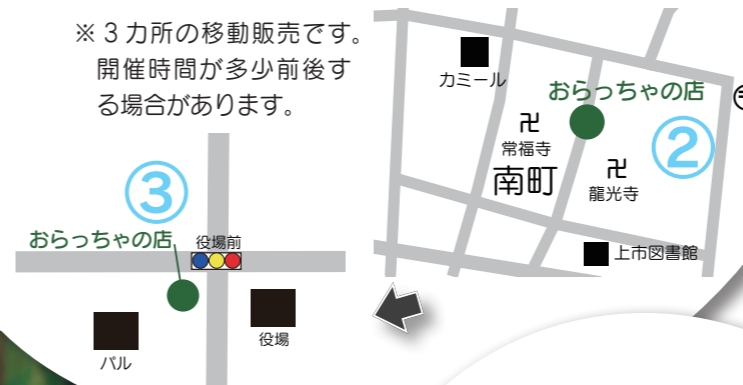 ※３カ所の移動販売です。
開催時間が多少前後す
る場合があります。
③
おらっちゃの店
役場前
パル
役場
カミール
おらっちゃの店
②
卍
常福寺
南町
卍
龍光寺
上市図書館